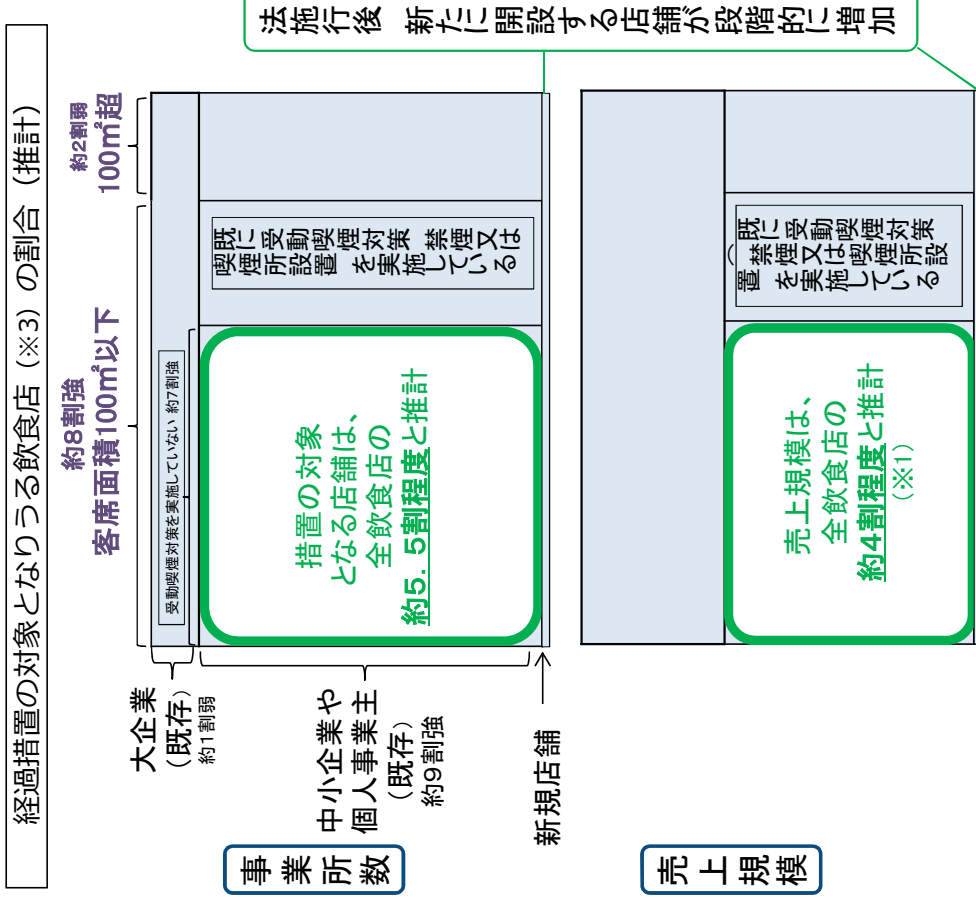 経過措置の対象となりうる飲食店(※3)の割合(推計)
約8割強
客席面積100㎡以下
約2割弱
100㎡超
事業所数
大企業
(既存)
約1割弱
中小企業や
個人事業主
(既存)
約9割強
新規店舗
受動喫煙対策を実施していない 約7割強
措置の対象
となる店舗は、
全飲食店の
約5.5割程度と推計
既に受動喫煙対策 禁煙又は
喫煙所設置 を実施している
法施行後 新たに開設する店舗が段階的に増加
売上規模
売上規模は、
全飲食店の
約4割程度と推計
(※1)
既に受動喫煙対策
(禁煙又は喫煙所設
置 を実施している